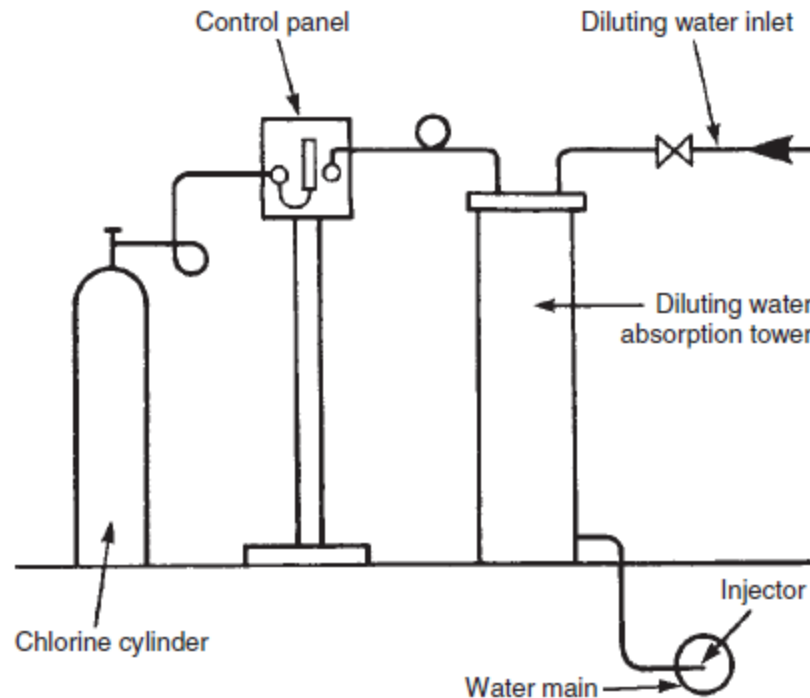 Control panel
Diluting water inlet
Diluting water
absorption tower
Injector
Chlorine cylinder
Water main